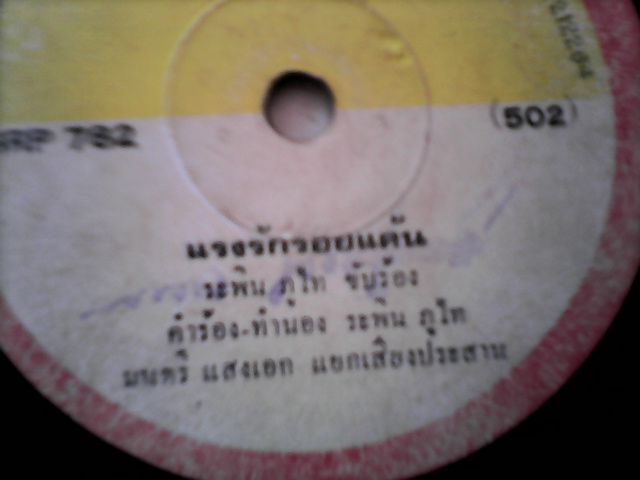 RP 762
(502)
แรงรักรอยแค้น
ระพิน ภูไท ขับร้อง
คำร้อง-ทำนอง ระพิน ภูไท
มนตรี แสงเอก แยกเสียงประสาน